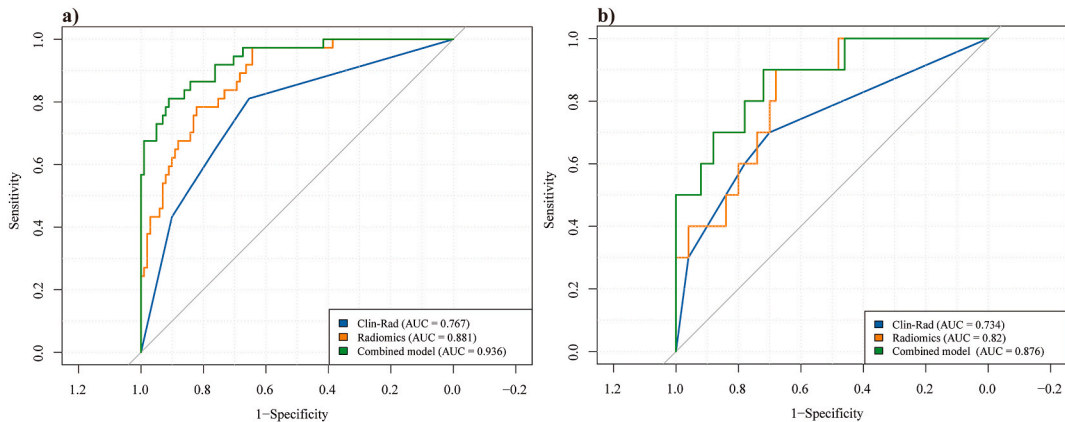 a)
1.0
0.8
0.6
0.4
0.2
0.0
Sensitivity
Clin-Rad (AUC = 0.767)
Radiomics (AUC = 0.881)
Combined model (AUC = 0.936)
1.2 1.0 0.8 0.6 0.4 0.2 0.0 −0.2
1−Specificity
b)
1.0
0.8
0.6
0.4
0.2
0.0
Sensitivity
Clin-Rad (AUC = 0.734)
Radiomics (AUC = 0.82)
Combined model (AUC = 0.876)
1.2 1.0 0.8 0.6 0.4 0.2 0.0 −0.2
1−Specificity